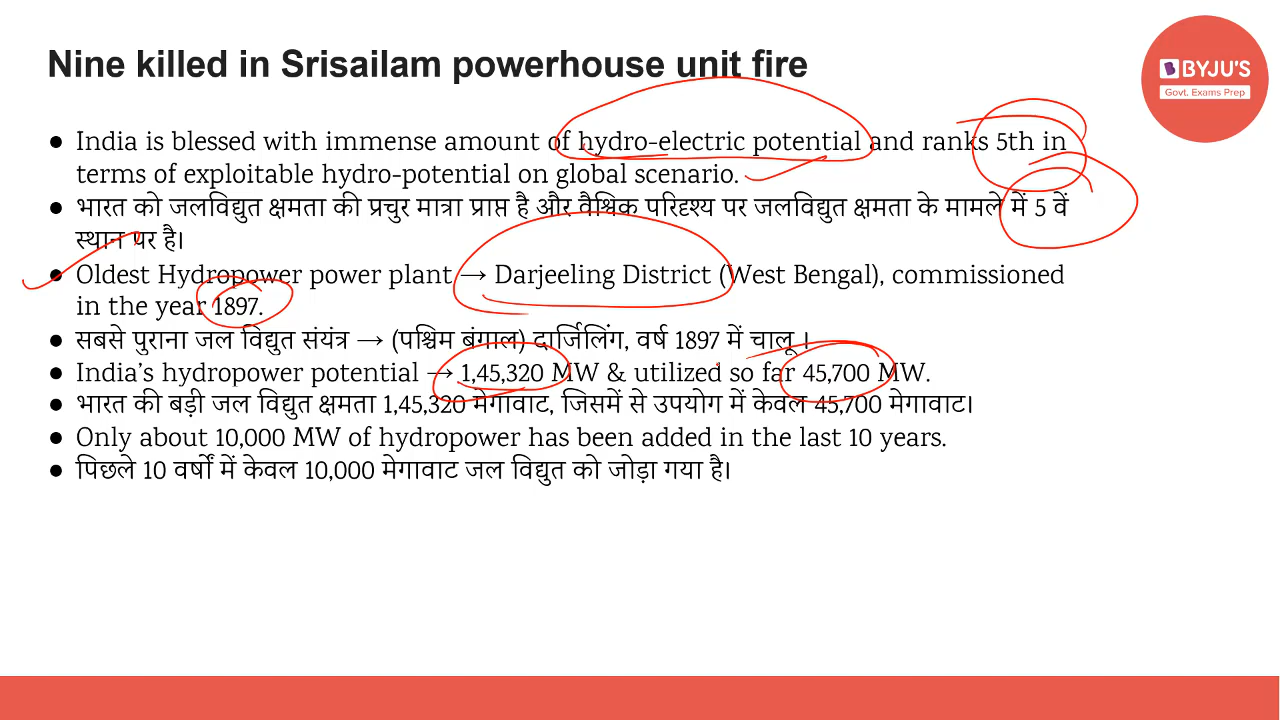 Nine killed in Srisailam powerhouse unit fire
BYJU'S
Govt. Exams Prep
● India is blessed with immense amount of hydro-electric potential and ranks 5th in
terms of exploitable hydro-potential on global scenario.
● भारत को जलविद्युत क्षमता की प्रचुर मात्रा प्राप्त है और वैश्विक परिदृश्य पर जलविद्युत क्षमता के मामले में 5 वें
स्थान पर है।
● Oldest Hydropower power plant → Darjeeling District (West Bengal), commissioned
in the year 1897.
● सबसे पुराना जल विद्युत संयंत्र → (पश्चिम बंगाल) दार्जिलिंग, वर्ष 1897 में चालू ।
● India’s hydropower potential → 1,45,320 MW & utilized so far 45,700 MW.
● भारत की बड़ी जल विद्युत क्षमता 1,45,320 मेगावाट, जिसमें से उपयोग में केवल 45,700 मेगावाट।
● Only about 10,000 MW of hydropower has been added in the last 10 years.
● पिछले 10 वर्षों में केवल 10,000 मेगावाट जल विद्युत को जोड़ा गया है।